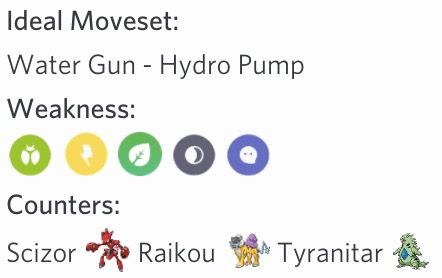 Ideal Moveset:
Water Gun - Hydro Pump
Weakness:
Counters:
Scizor Raikou Tyranitar